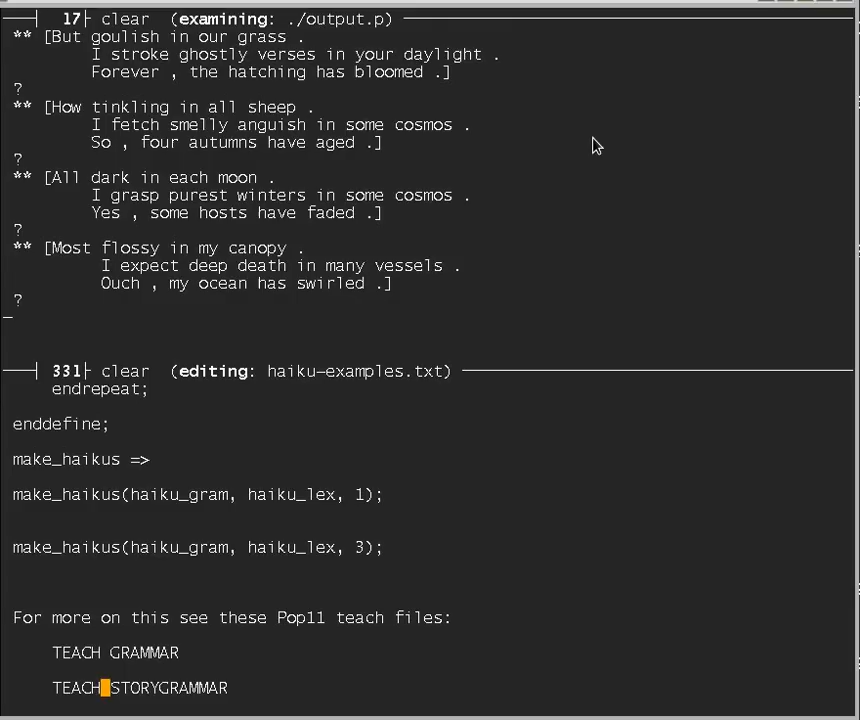 17 clear (examining: ./output.p)
** [But goulish in our grass .
I stroke ghostly verses in your daylight .
Forever , the hatching has bloomed .]
?
** [How tinkling in all sheep .
I fetch smelly anguish in some cosmos .
So , four autumns have aged .]
?
** [All dark in each moon .
I grasp purest winters in some cosmos .
Yes , some hosts have faded .]
?
** [Most flossy in my canopy .
I expect deep death in many vessels .
Ouch , my ocean has swirled .]
?
331 clear (editing: haiku-examples.txt)
endrepeat;
enddefine;
make_haikus =>
make_haikus(haiku_gram, haiku_lex, 1);
make_haikus(haiku_gram, haiku_lex, 3);
For more on this see these Pop11 teach files:
TEACH GRAMMAR
TEACH STORYGRAMMAR